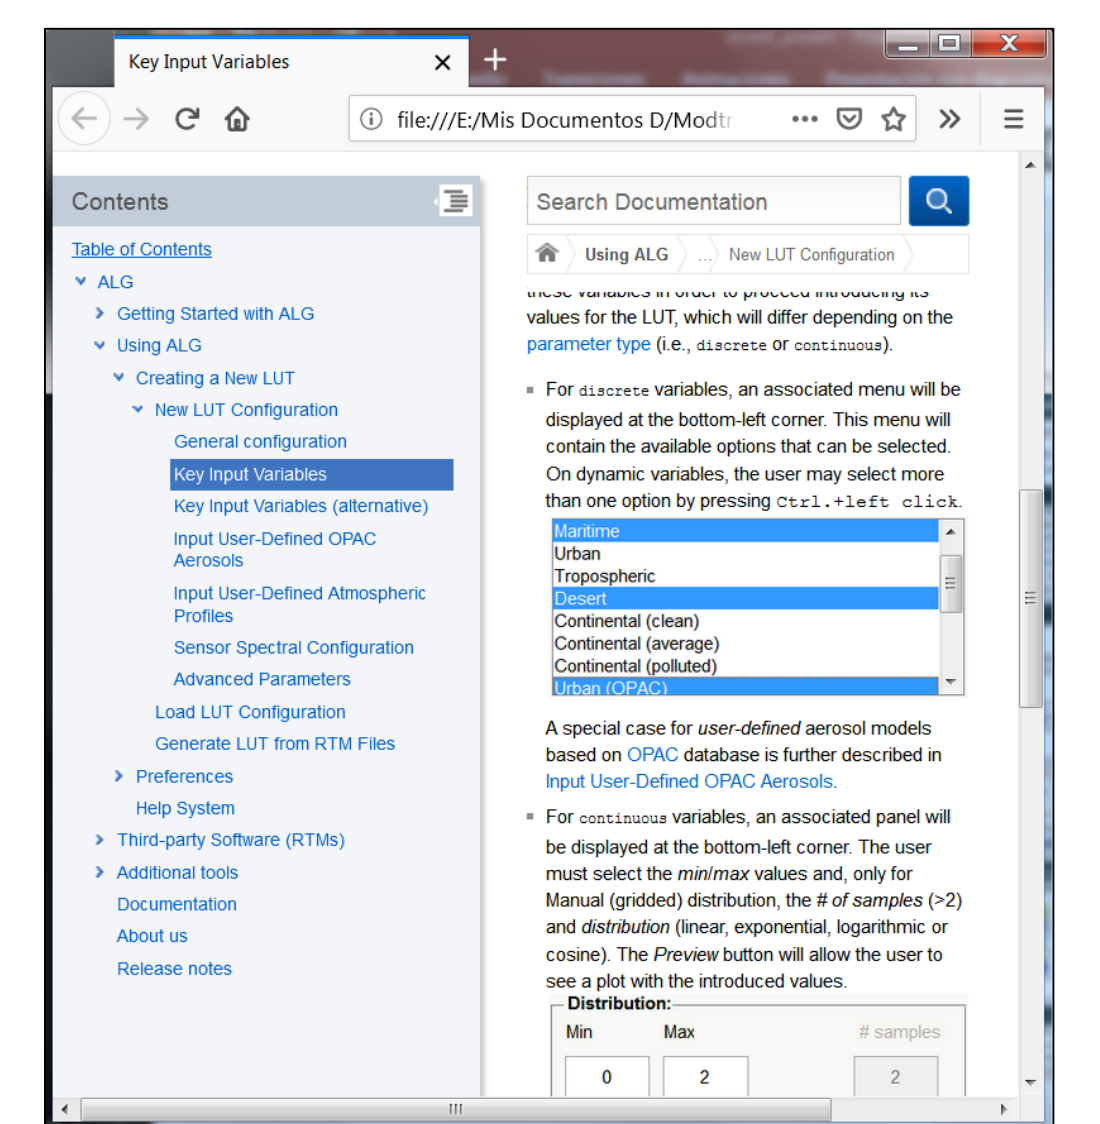 Key Input Variables
file:///E:/Mis Documentos D/Modtr
Contents
Table of Contents
ALG
Getting Started with ALG
Using ALG
Creating a New LUT
New LUT Configuration
General configuration
Key Input Variables
Key Input Variables (alternative)
Input User-Defined OPAC
Aerosols
Input User-Defined Atmospheric
Profiles
Sensor Spectral Configuration
Advanced Parameters
Load LUT Configuration
Generate LUT from RTM Files
Preferences
Help System
Third-party Software (RTMs)
Additional tools
Documentation
About us
Release notes
Search Documentation
Using ALG ... New LUT Configuration
these variables in order to proceed introducing its
values for the LUT, which will differ depending on the
parameter type (i.e., discrete or continuous).
For discrete variables, an associated menu will be
displayed at the bottom-left corner. This menu will
contain the available options that can be selected.
On dynamic variables, the user may select more
than one option by pressing Ctrl.+left click.
Maritime
Urban
Tropospheric
Desert
Continental (clean)
Continental (average)
Continental (polluted)
Urban (OPAC)
A special case for user-defined aerosol models
based on OPAC database is further described in
Input User-Defined OPAC Aerosols.
For continuous variables, an associated panel will
be displayed at the bottom-left corner. The user
must select the min/max values and, only for
Manual (gridded) distribution, the # of samples (>2)
and distribution (linear, exponential, logarithmic or
cosine). The Preview button will allow the user to
see a plot with the introduced values.
Distribution:
Min Max # samples
0 2 2